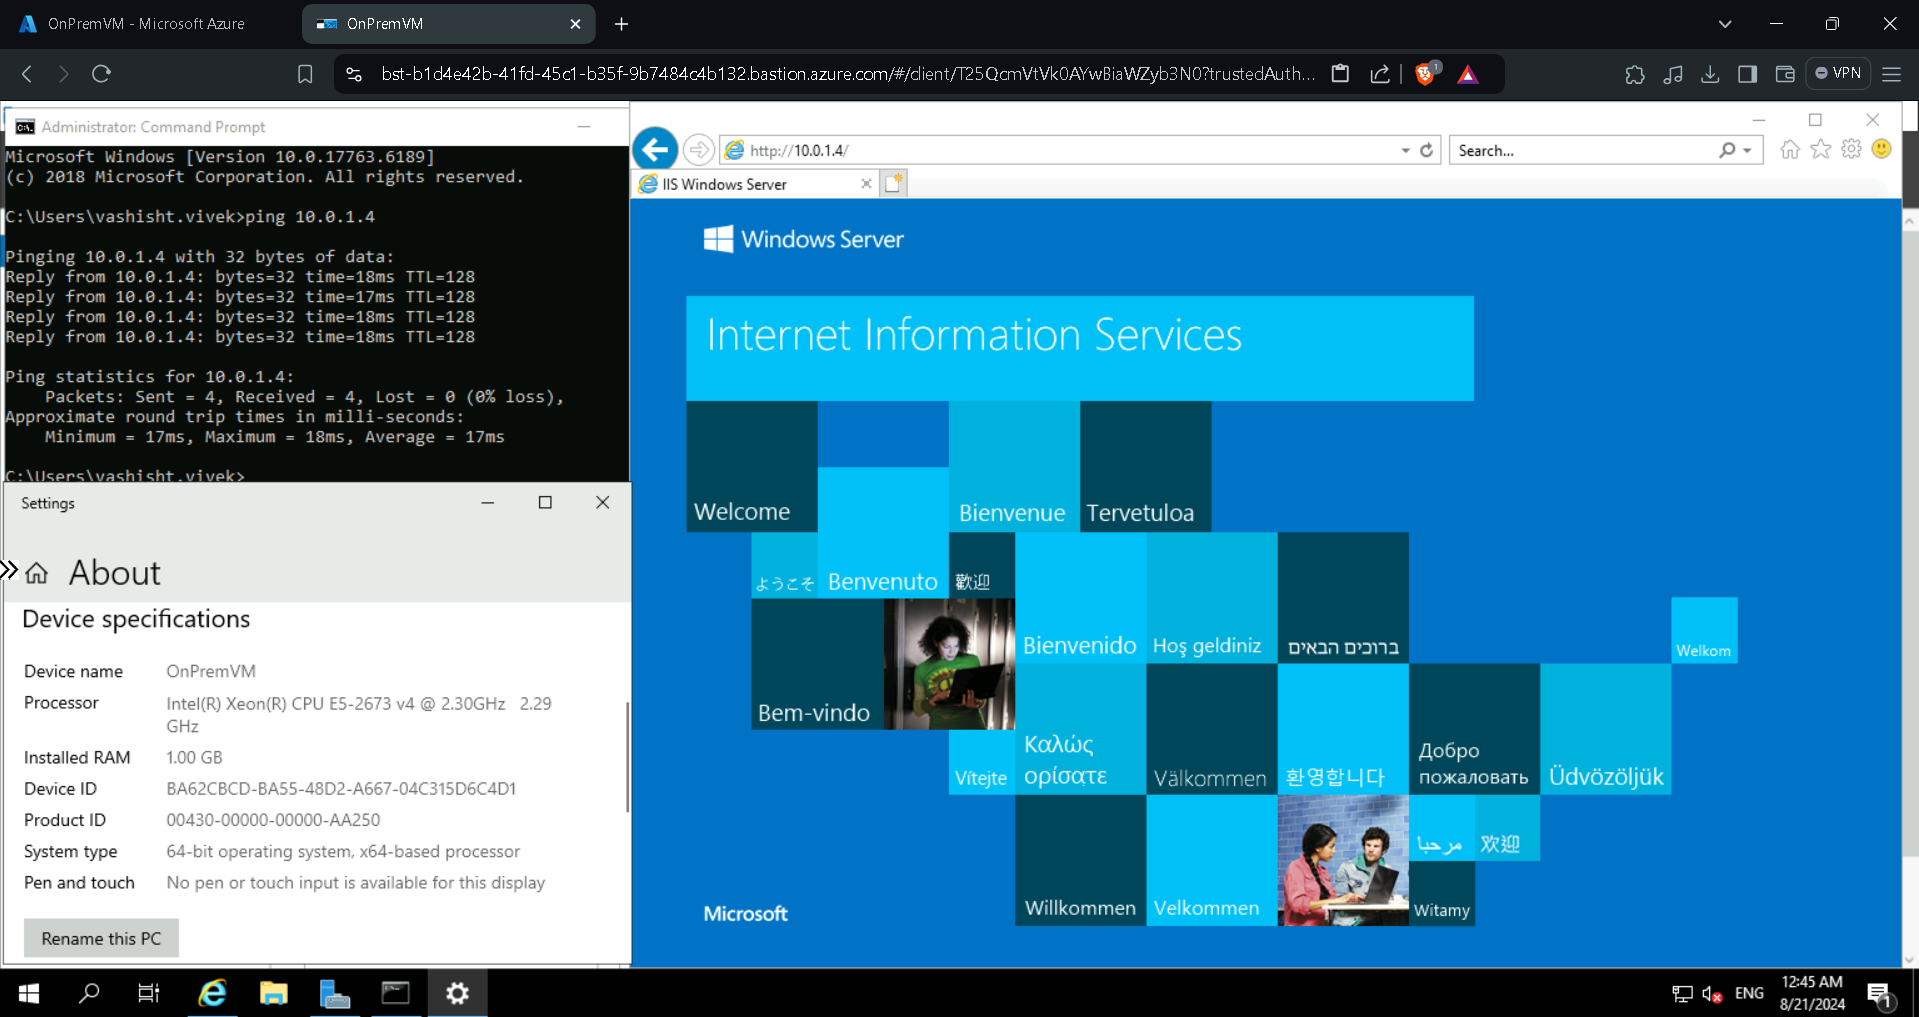 OnPremVM - Microsoft Azure
OnPremVM
bst-b1d4e42b-41fd-45c1-b35f-9b7484c4b132.bastion.azure.com/#/client/T25QcmVtVk0AYwBiaWZyb3N0?trustedAuth...
1
VPN
Administrator: Command Prompt
Microsoft Windows [Version 10.0.17763.6189]
(c) 2018 Microsoft Corporation. All rights reserved.
C:\Users\vashisht.vivek>ping 10.0.1.4
Pinging 10.0.1.4 with 32 bytes of data:
Reply from 10.0.1.4: bytes=32 time=18ms TTL=128
Reply from 10.0.1.4: bytes=32 time=17ms TTL=128
Reply from 10.0.1.4: bytes=32 time=18ms TTL=128
Reply from 10.0.1.4: bytes=32 time=18ms TTL=128
Ping statistics for 10.0.1.4:
Packets: Sent = 4, Received = 4, Lost = 0 (0% loss),
Approximate round trip times in milli-seconds:
Minimum = 17ms, Maximum = 18ms, Average = 17ms
C:\Users\vashisht.vivek>
Settings
About
Device specifications
Device name OnPremVM
Processor Intel(R) Xeon(R) CPU E5-2673 v4 @ 2.30GHz 2.29
GHz
Installed RAM 1.00 GB
Device ID BA62CBCD-BA55-48D2-A667-04C315D6C4D1
Product ID 00430-00000-00000-AA250
System type 64-bit operating system, x64-based processor
Pen and touch No pen or touch input is available for this display
Rename this PC
http://10.0.1.4/
Search...
IIS Windows Server
Windows Server
Internet Information Services
Welcome
Bienvenue
Tervetuloa
ようこそ
Benvenuto
歡迎
Bienvenido
Hoş geldiniz
ברוכים הבאים
Welkom
Bem-vindo
Vítejte
Καλώς
ορίσατε
Välkommen
환영합니다
Добро
пожаловать
Üdvözöljük
مرحبا
欢迎
Willkommen
Velkommen
Witamy
Microsoft
ENG
12:45 AM
8/21/2024
1